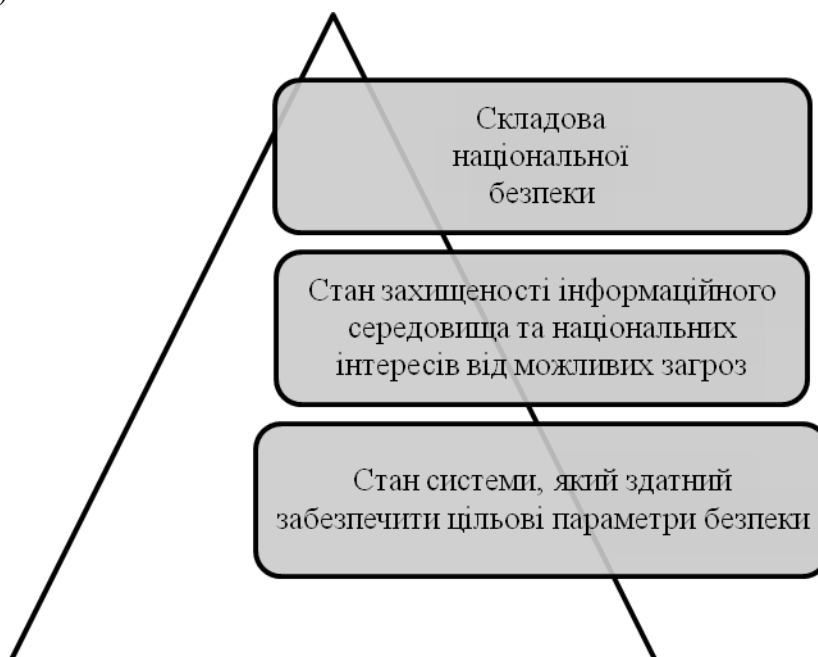 Складова
національної
безпеки
Стан захищеності інформаційного
середовища та національних
інтересів від можливих загроз
Стан системи, який здатний
забезпечити цільові параметри безпеки